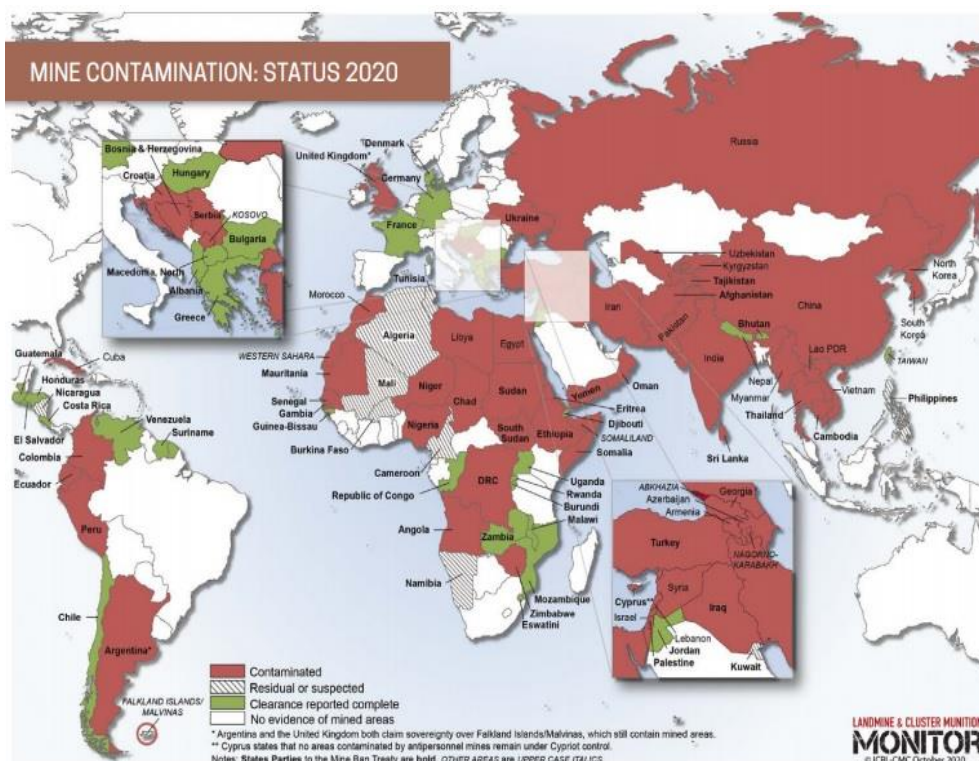 MINE CONTAMINATION: STATUS 2020
Bosnia & Herzegovina
Croatia
Hungary
Serbia
KOSOVO
Bulgaria
Macedonia, North
Albania
Greece
Denmark
United Kingdom*
Germany
France
Ukraine
Russia
Tunisia
Morocco
Algeria
Libya
Egypt
WESTERN SAHARA
Mauritania
Mali
Niger
Chad
Sudan
Senegal
Gambia
Guinea-Bissau
Nigeria
South
Sudan
Ethiopia
Burkina Faso
Cameroon
Republic of Congo
DRC
Angola
Zambia
Namibia
Yemen
Oman
Eritrea
Djibouti
SOMALILAND
Somalia
Uganda
Rwanda
Burundi
Malawi
Mozambique
Zimbabwe
Eswatini
Uzbekistan
Kyrgyzstan
Tajikistan
Afghanistan
Iran
Pakistan
China
North
Korea
South
Korea
Bhutan
India
Lao PDR
TAIWAN
Nepal
Myanmar
Vietnam
Philippines
Thailand
Cambodia
Sri Lanka
Guatemala
Cuba
Honduras
Nicaragua
Costa Rica
El Salvador
Venezuela
Suriname
Colombia
Ecuador
Peru
Chile
Argentina*
FALKLAND ISLANDS/
MALVINAS
ABKHAZIA
Georgia
Azerbaijan
Armenia
Turkey
NAGORNO-
KARABAKH
Syria
Cyprus**
Iraq
Israel
Lebanon
Jordan
Palestine
Kuwait
Contaminated
Residual or suspected
Clearance reported complete
No evidence of mined areas
* Argentina and the United Kingdom both claim sovereignty over Falkland Islands/Malvinas, which still contain mined areas.
** Cyprus states that no areas contaminated by antipersonnel mines remain under Cypriot control.
Notes: States Parties to the Mine Ban Treaty are bold. OTHER AREAS are UPPER CASE ITALICS.
LANDMINE & CLUSTER MUNITION
MONITOR
© ICBL-CMC October 2020